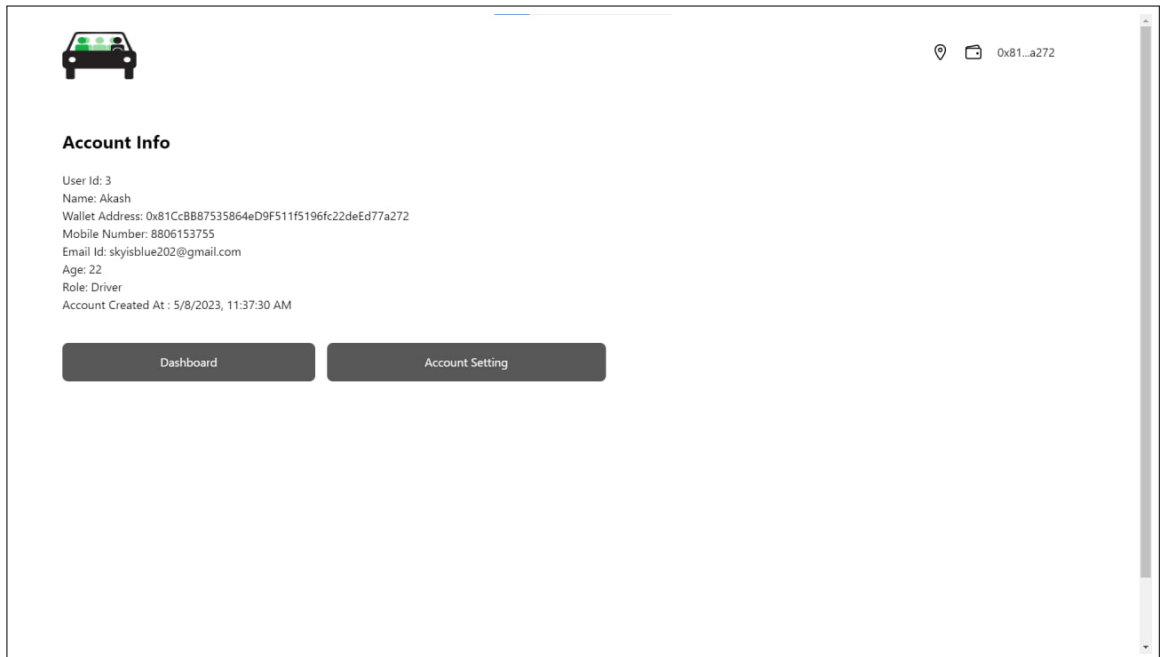 0x81...a272
Account Info
User Id: 3
Name: Akash
Wallet Address: 0x81CcBB87535864eD9F511f5196fc22deEd77a272
Mobile Number: 8806153755
Email Id: skyisblue202@gmail.com
Age: 22
Role: Driver
Account Created At : 5/8/2023, 11:37:30 AM
Dashboard
Account Setting